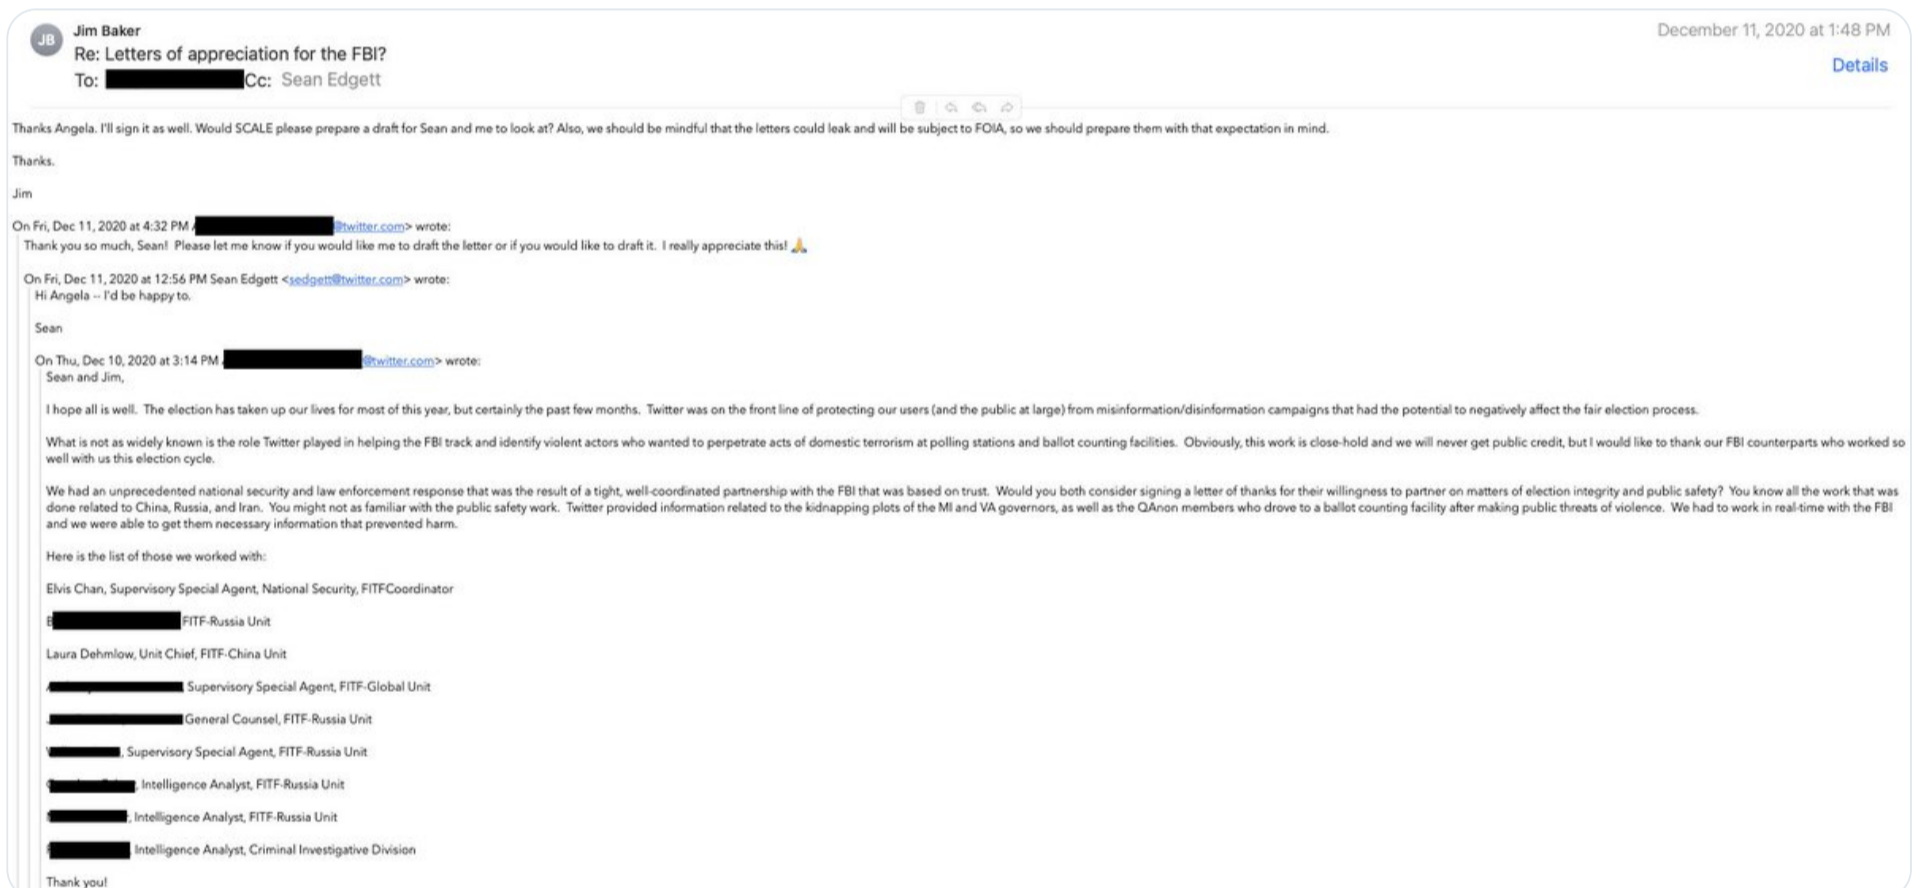 JB
Jim Baker
December 11, 2020 at 1:48 PM
Re: Letters of appreciation for the FBI?
To: Cc: Sean Edgett
Details
Thanks Angela. I'll sign it as well. Would SCALE please prepare a draft for Sean and me to look at? Also, we should be mindful that the letters could leak and will be subject to FOIA, so we should prepare them with that expectation in mind.
Thanks.
Jim
On Fri, Dec 11, 2020 at 4:32 PM @twitter.com> wrote:
Thank you so much, Sean! Please let me know if you would like me to draft the letter or if you would like to draft it. I really appreciate this! 🙏
On Fri, Dec 11, 2020 at 12:56 PM Sean Edgett <sedgett@twitter.com> wrote:
Hi Angela -- I'd be happy to.
Sean
On Thu, Dec 10, 2020 at 3:14 PM @twitter.com> wrote:
Sean and Jim,
I hope all is well. The election has taken up our lives for most of this year, but certainly the past few months. Twitter was on the front line of protecting our users (and the public at large) from misinformation/disinformation campaigns that had the potential to negatively affect the fair election process.
What is not as widely known is the role Twitter played in helping the FBI track and identify violent actors who wanted to perpetrate acts of domestic terrorism at polling stations and ballot counting facilities. Obviously, this work is close-hold and we will never get public credit, but I would like to thank our FBI counterparts who worked so
well with us this election cycle.
We had an unprecedented national security and law enforcement response that was the result of a tight, well-coordinated partnership with the FBI that was based on trust. Would you both consider signing a letter of thanks for their willingness to partner on matters of election integrity and public safety? You know all the work that was
done related to China, Russia, and Iran. You might not as familiar with the public safety work. Twitter provided information related to the kidnapping plots of the MI and VA governors, as well as the QAnon members who drove to a ballot counting facility after making public threats of violence. We had to work in real-time with the FBI
and we were able to get them necessary information that prevented harm.
Here is the list of those we worked with:
Elvis Chan, Supervisory Special Agent, National Security, FITFCoordinator
B FITF-Russia Unit
Laura Dehmlow, Unit Chief, FITF-China Unit
Supervisory Special Agent, FITF-Global Unit
General Counsel, FITF-Russia Unit
, Supervisory Special Agent, FITF-Russia Unit
, Intelligence Analyst, FITF-Russia Unit
, Intelligence Analyst, FITF-Russia Unit
Intelligence Analyst, Criminal Investigative Division
Thank you!